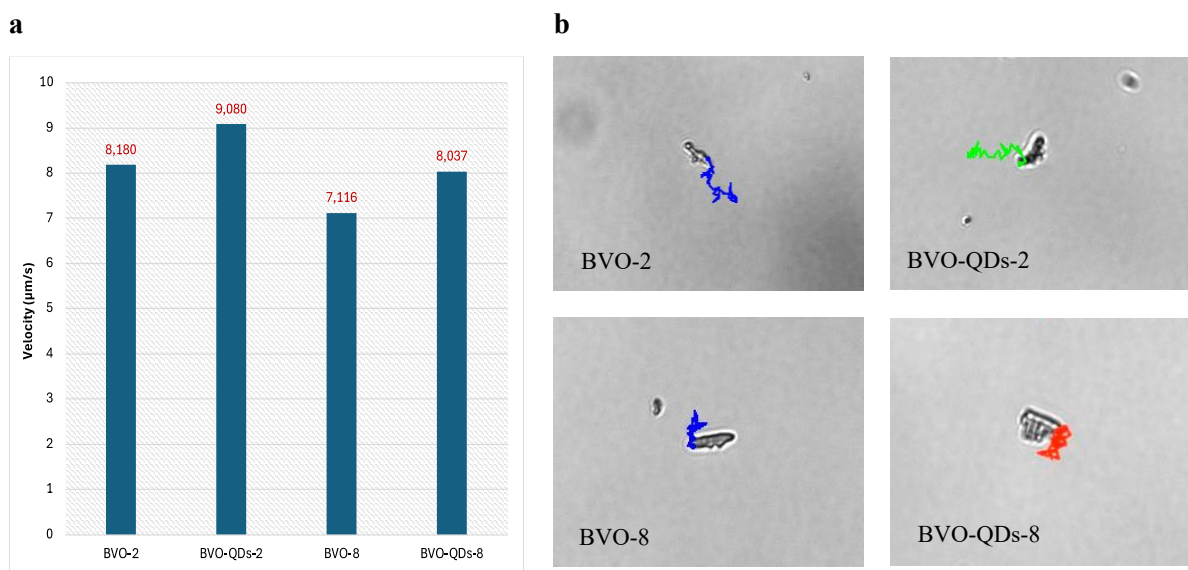 a
10
9
8
7
6
5
4
3
2
1
0
Velocity (µm/s)
8,180
9,080
7,116
8,037
BVO-2
BVO-QDs-2
BVO-8
BVO-QDs-8
b
BVO-2
BVO-QDs-2
BVO-8
BVO-QDs-8